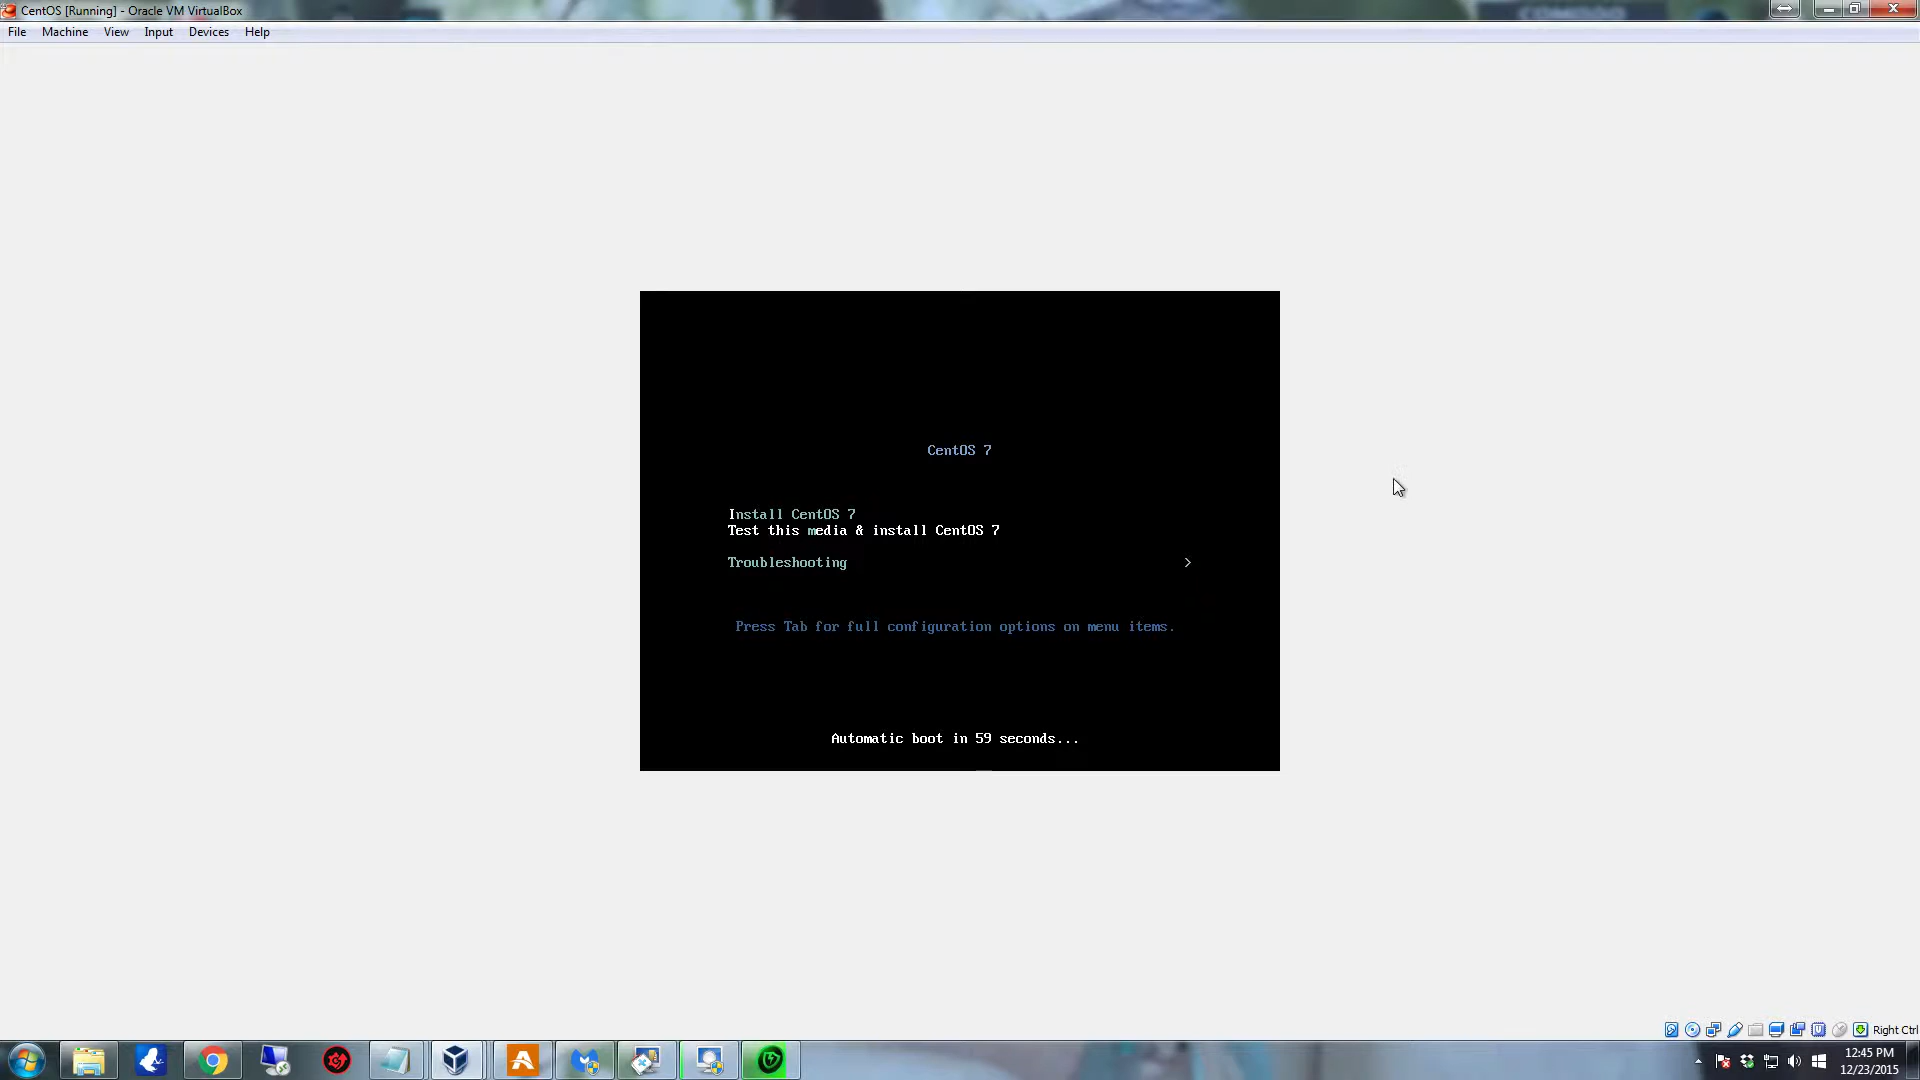 CentOS [Running] - Oracle VM VirtualBox
File Machine View Input Devices Help
CentOS 7
Install CentOS 7
Test this media & install CentOS 7
Troubleshooting >
Press Tab for full configuration options on menu items.
Automatic boot in 59 seconds...
Right Ctrl
12:45 PM
12/23/2015